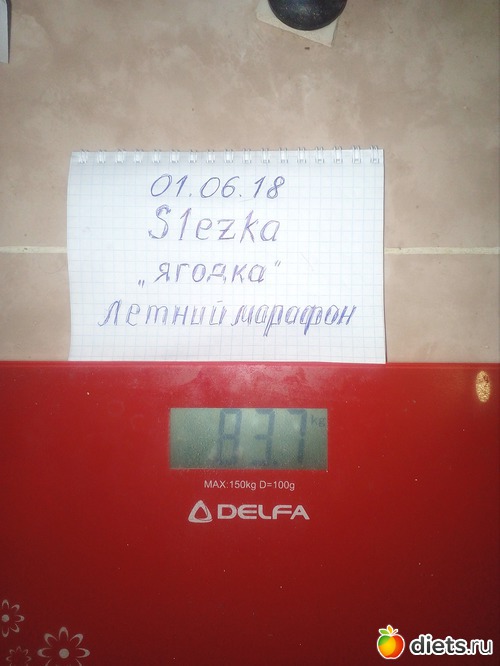 01.06.18
S1ezka
„ягодка"
Летний марафон
83.7 kg
MAX:150kg D=100g
DELFA
diets.ru